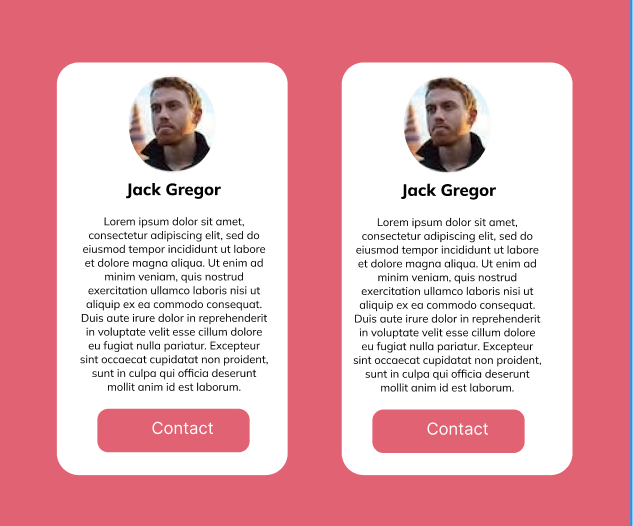 Jack Gregor
Lorem ipsum dolor sit amet,
consectetur adipiscing elit, sed do
eiusmod tempor incididunt ut labore
et dolore magna aliqua. Ut enim ad
minim veniam, quis nostrud
exercitation ullamco laboris nisi ut
aliquip ex ea commodo consequat.
Duis aute irure dolor in reprehenderit
in voluptate velit esse cillum dolore
eu fugiat nulla pariatur. Excepteur
sint occaecat cupidatat non proident,
sunt in culpa qui officia deserunt
mollit anim id est laborum.
Contact
Jack Gregor
Lorem ipsum dolor sit amet,
consectetur adipiscing elit, sed do
eiusmod tempor incididunt ut labore
et dolore magna aliqua. Ut enim ad
minim veniam, quis nostrud
exercitation ullamco laboris nisi ut
aliquip ex ea commodo consequat.
Duis aute irure dolor in reprehenderit
in voluptate velit esse cillum dolore
eu fugiat nulla pariatur. Excepteur
sint occaecat cupidatat non proident,
sunt in culpa qui officia deserunt
mollit anim id est laborum.
Contact